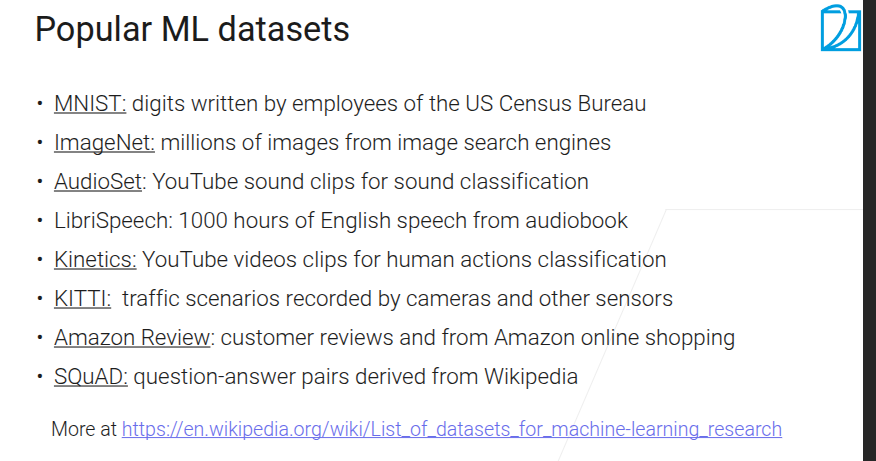 Popular ML datasets
• MNIST: digits written by employees of the US Census Bureau
• ImageNet: millions of images from image search engines
• AudioSet: YouTube sound clips for sound classification
• LibriSpeech: 1000 hours of English speech from audiobook
• Kinetics: YouTube videos clips for human actions classification
• KITTI:  traffic scenarios recorded by cameras and other sensors
• Amazon Review: customer reviews and from Amazon online shopping
• SQuAD: question-answer pairs derived from Wikipedia
More at https://en.wikipedia.org/wiki/List_of_datasets_for_machine-learning_research